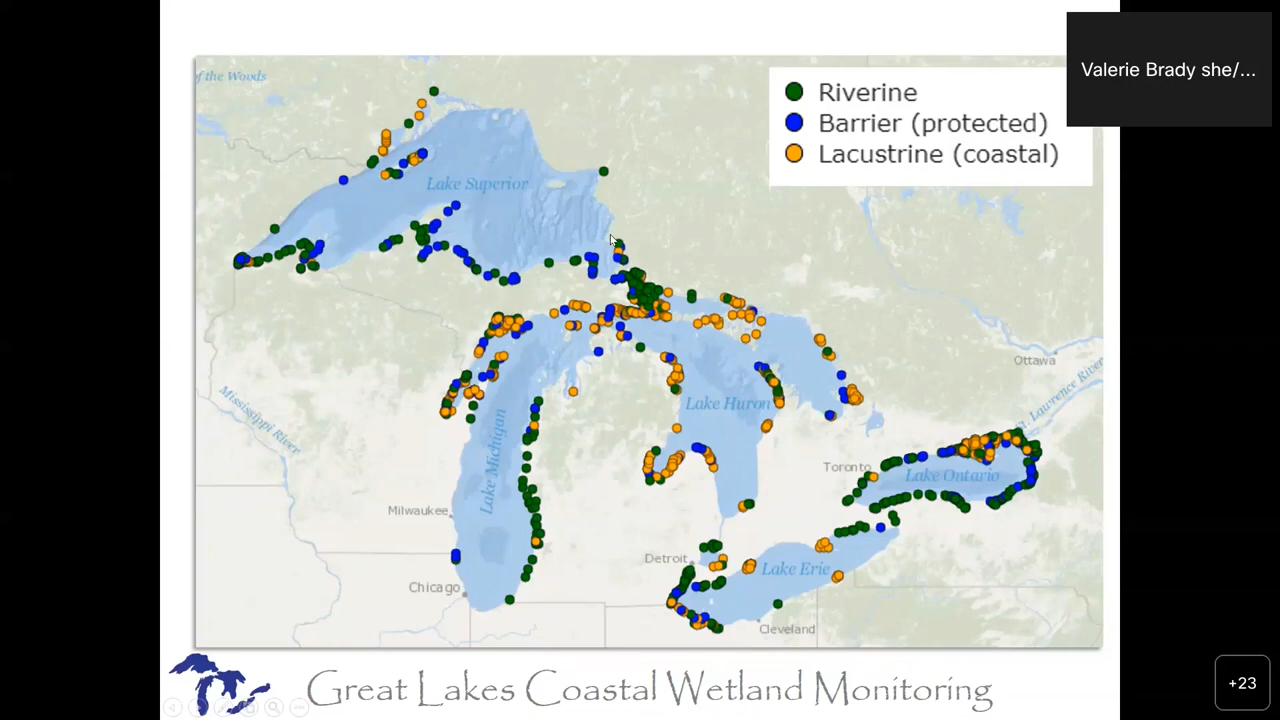 of the Woods
Valerie Brady she/...
Riverine
Barrier (protected)
Lacustrine (coastal)
Lake Superior
Ottawa
Mississippi River
St. Lawrence River
Lake Huron
Lake Michigan
Toronto
Lake Ontario
Milwaukee
Detroit
Lake Erie
Chicago
Cleveland
Great Lakes Coastal Wetland Monitoring
+23